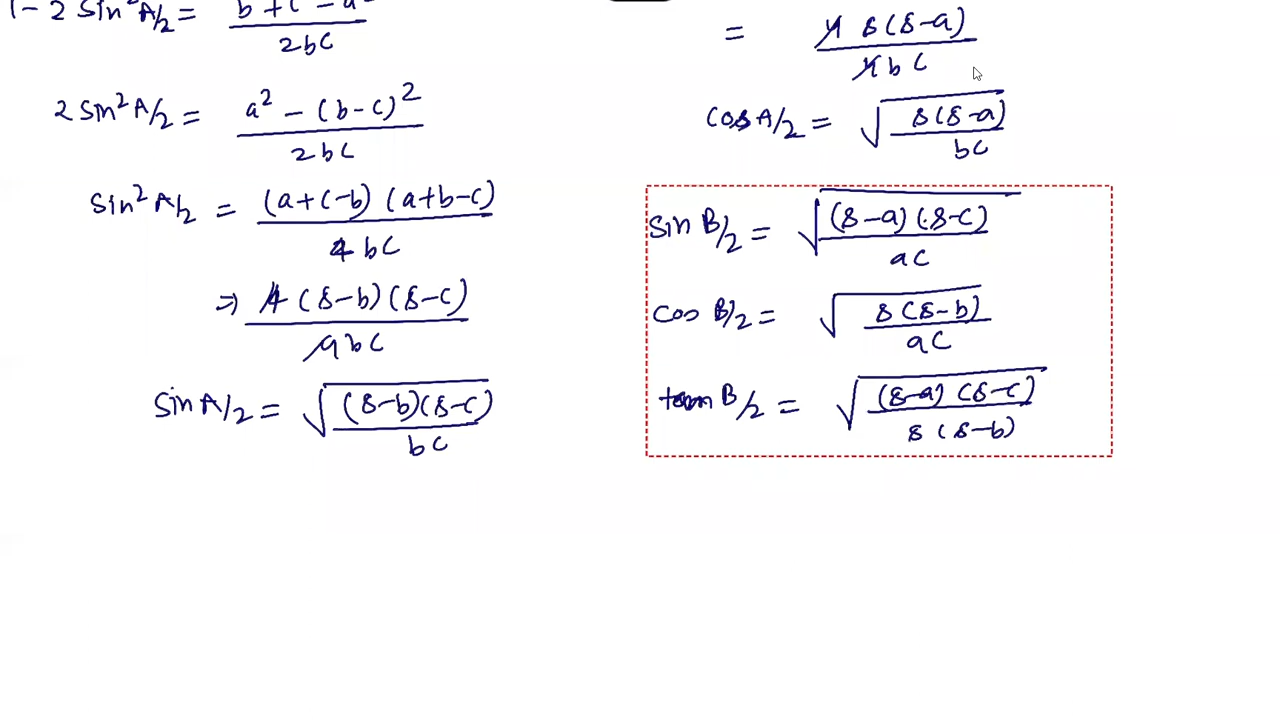 1 - 2 Sin²A/2 = b² + c² - a² / 2bc
2 Sin²A/2 = a² - (b-c)² / 2bc
Sin²A/2 = (a+c-b) (a+b-c) / 4bc
⇒ 4 (s-b)(s-c) / 4bc
Sin A/2 = √((s-b)(s-c) / bc)
= 4 s(s-a) / 4bc
cos A/2 = √(s(s-a) / bc)
Sin B/2 = √((s-a)(s-c) / ac)
cos B/2 = √(s(s-b) / ac)
tan B/2 = √((s-a)(s-c) / s(s-b))